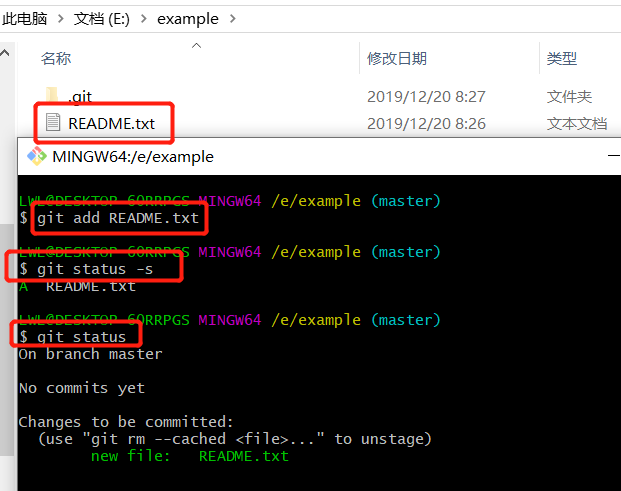 此电脑 > 文档 (E:) > example >
名称 修改日期 类型
.git 2019/12/20 8:27 文件夹
README.txt 2019/12/20 8:26 文本文档
MINGW64:/e/example
LWL@DESKTOP-6QRRPGS MINGW64 /e/example (master)
$ git add README.txt
LWL@DESKTOP-6QRRPGS MINGW64 /e/example (master)
$ git status -s
A  README.txt
LWL@DESKTOP-6QRRPGS MINGW64 /e/example (master)
$ git status
On branch master
No commits yet
Changes to be committed:
  (use "git rm --cached <file>..." to unstage)
        new file:   README.txt